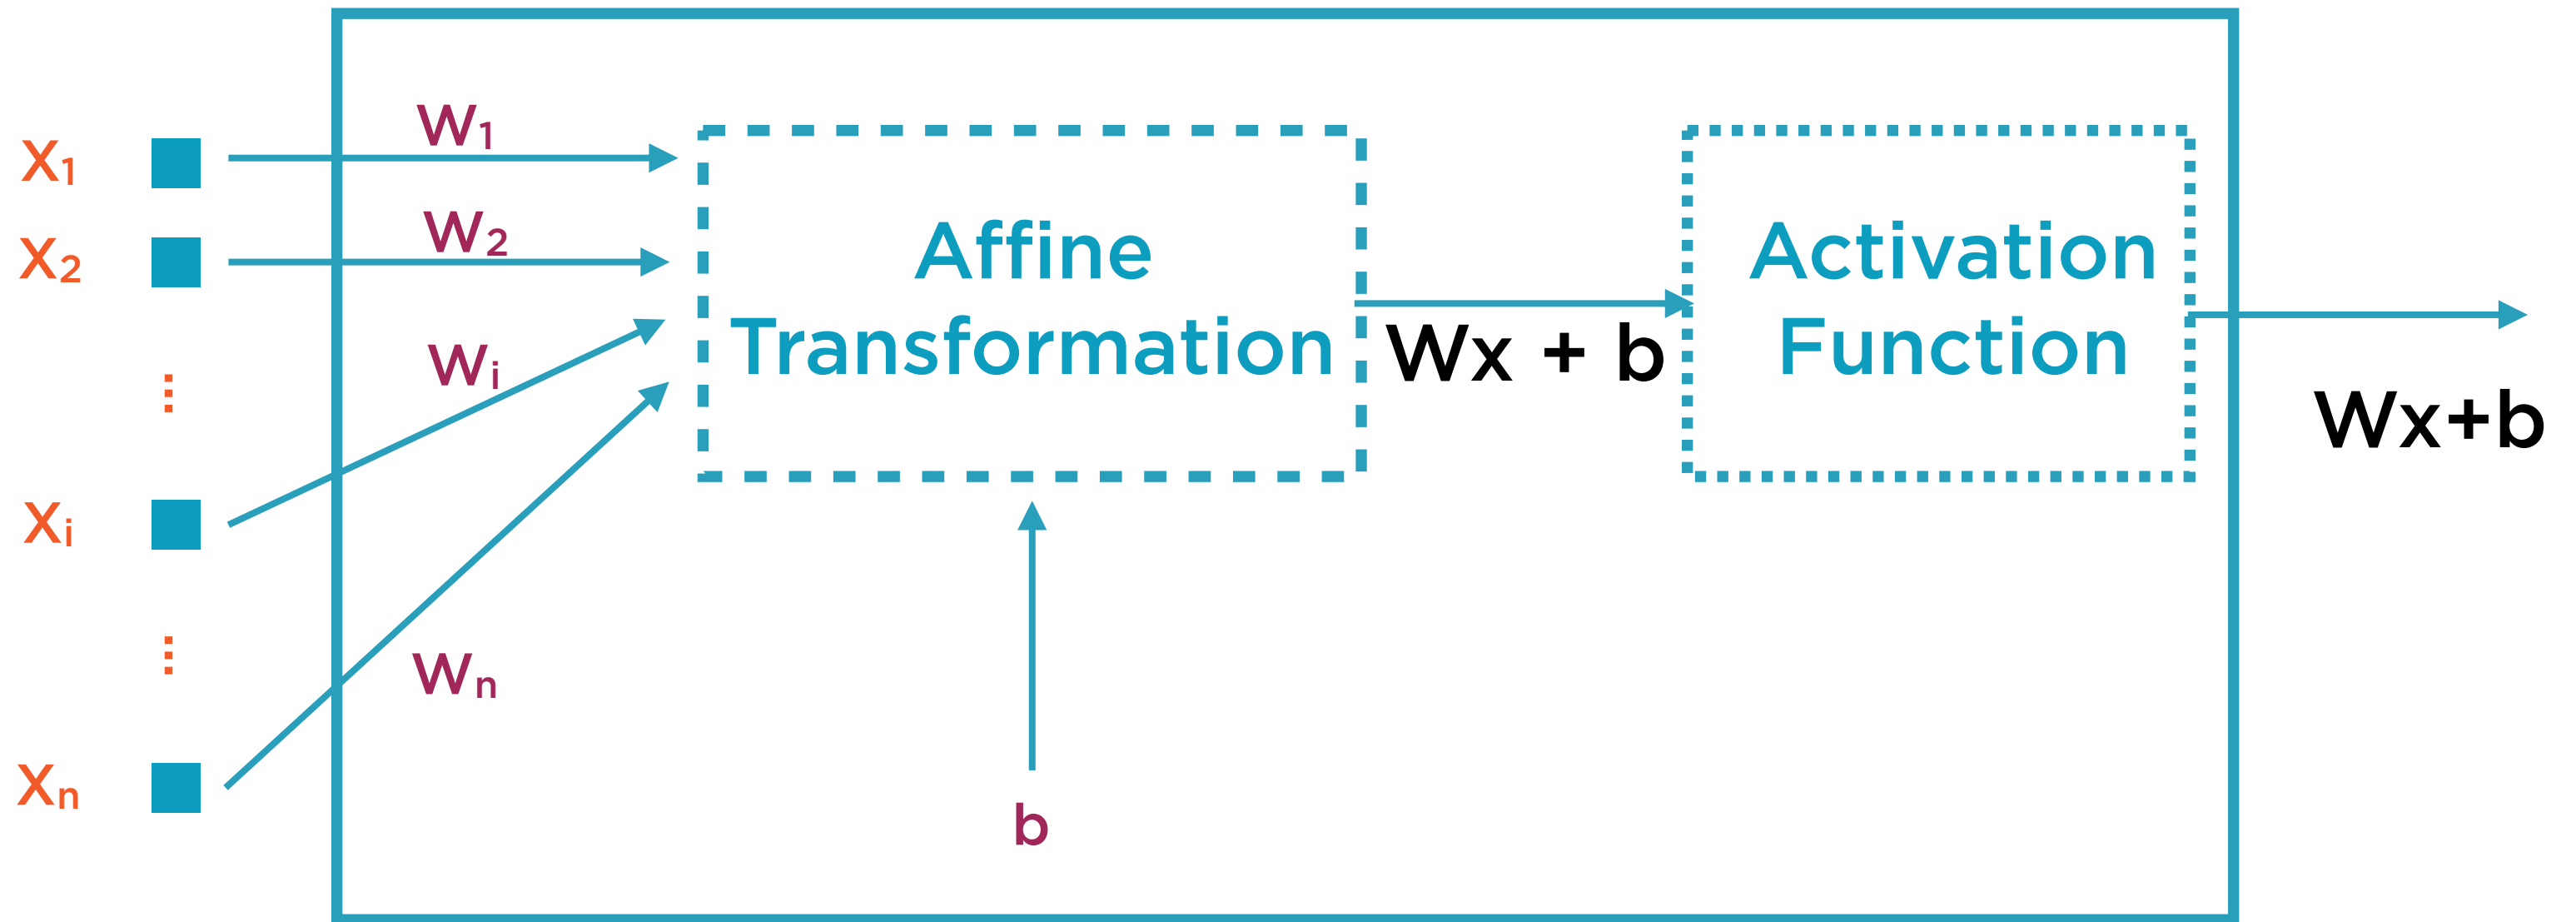 X₁
W₁
X₂
W₂
Wᵢ
⋮
Xᵢ
⋮
Wₙ
Xₙ
b
Affine
Transformation
Wx + b
Activation
Function
Wx+b